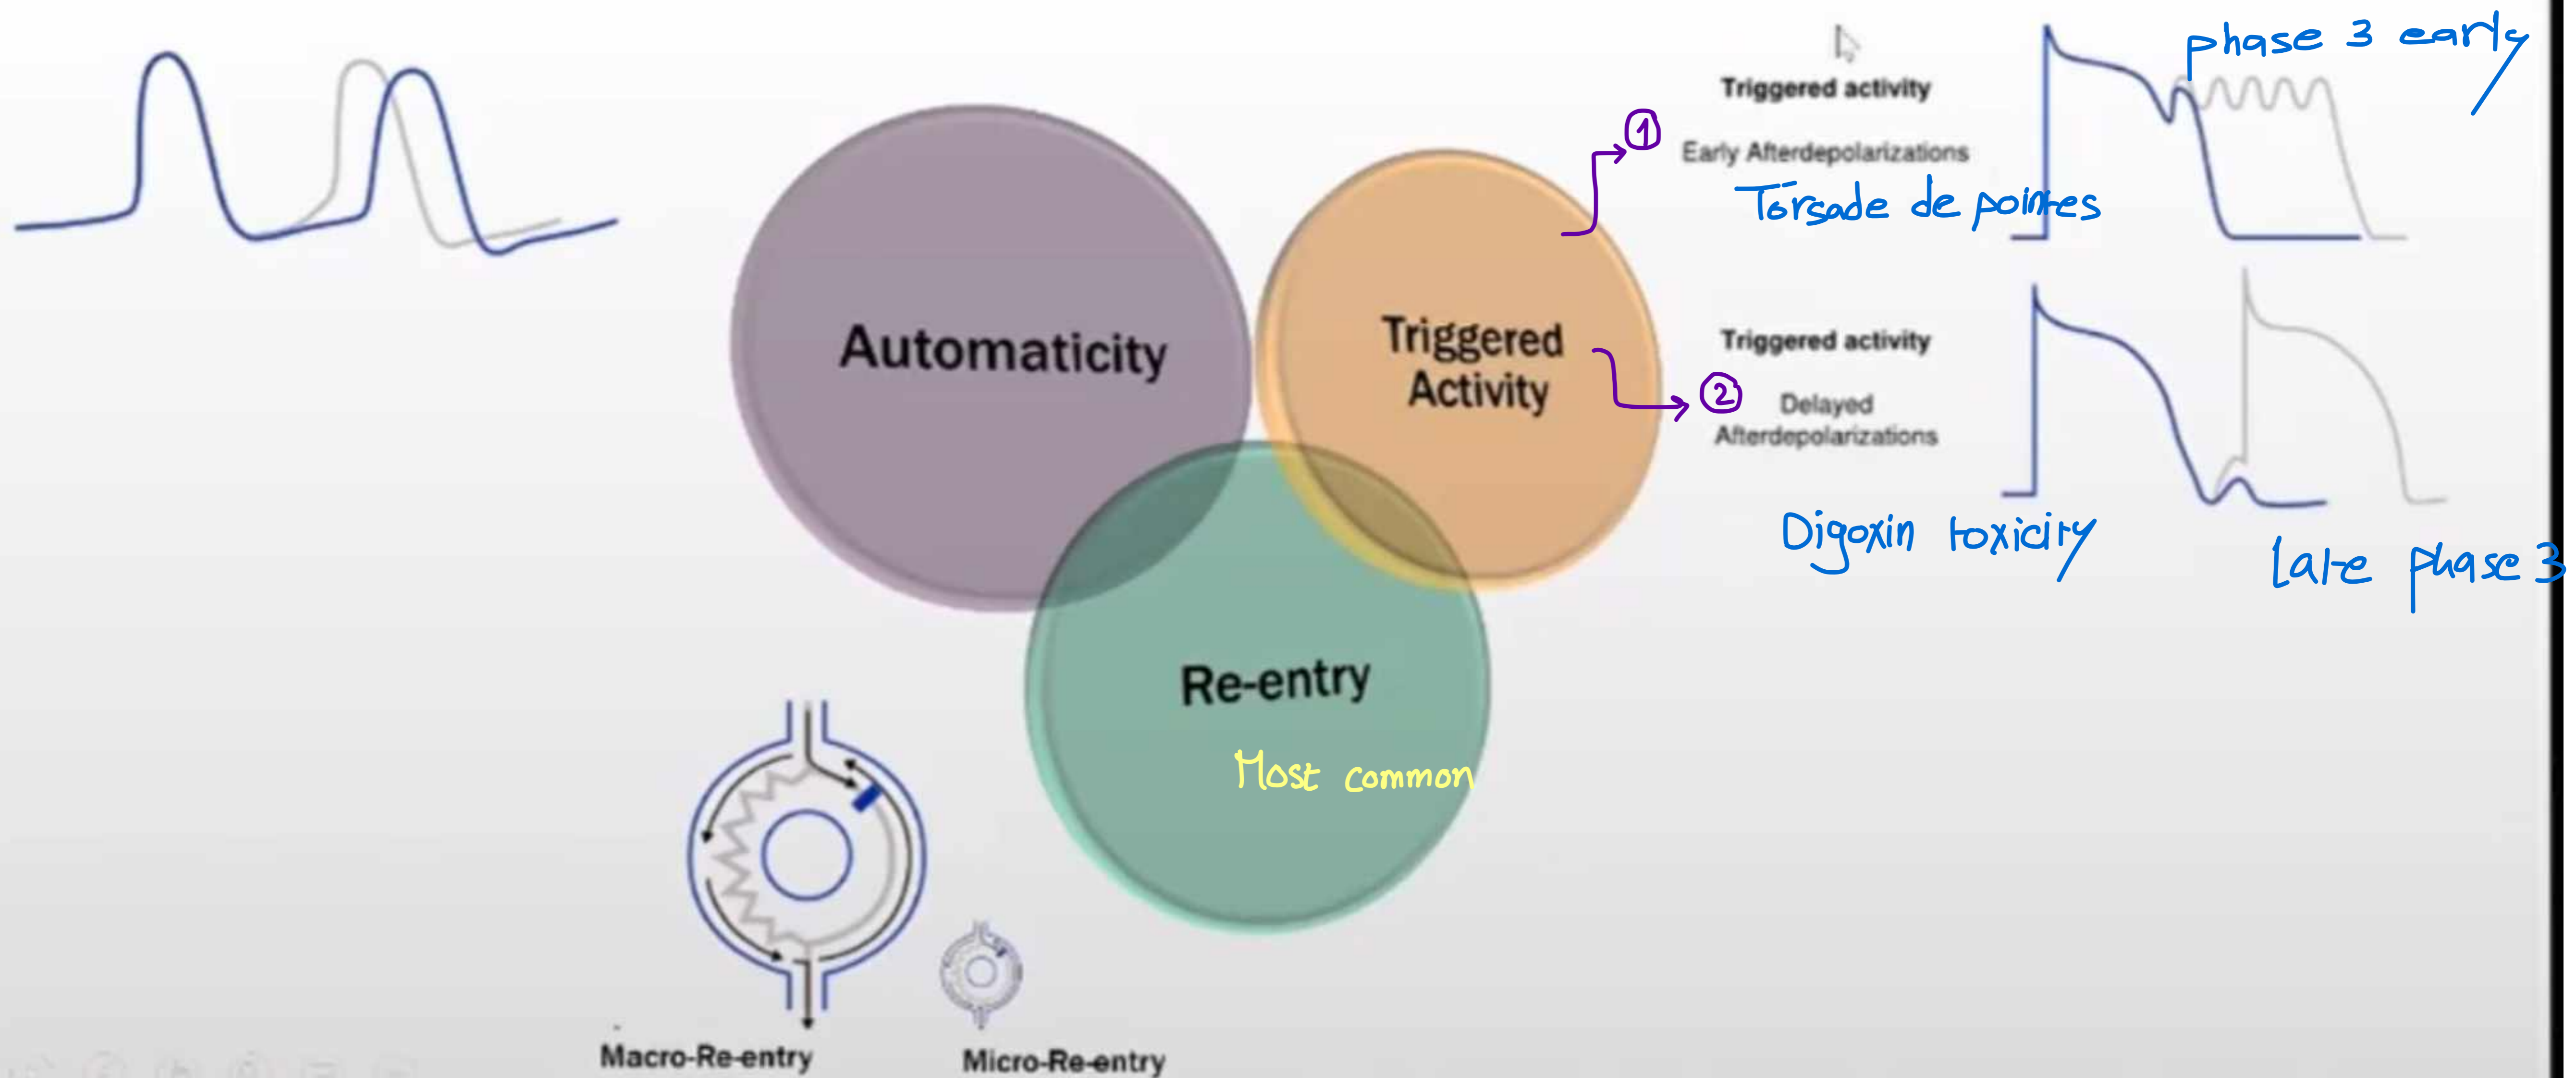 phase 3 early
Triggered activity
①
Early Afterdepolarizations
Torsade de pointes
Automaticity
Triggered
Activity
Triggered activity
②
Delayed
Afterdepolarizations
Digoxin toxicity
Late phase 3
Re-entry
Most common
Macro-Re-entry
Micro-Re-entry